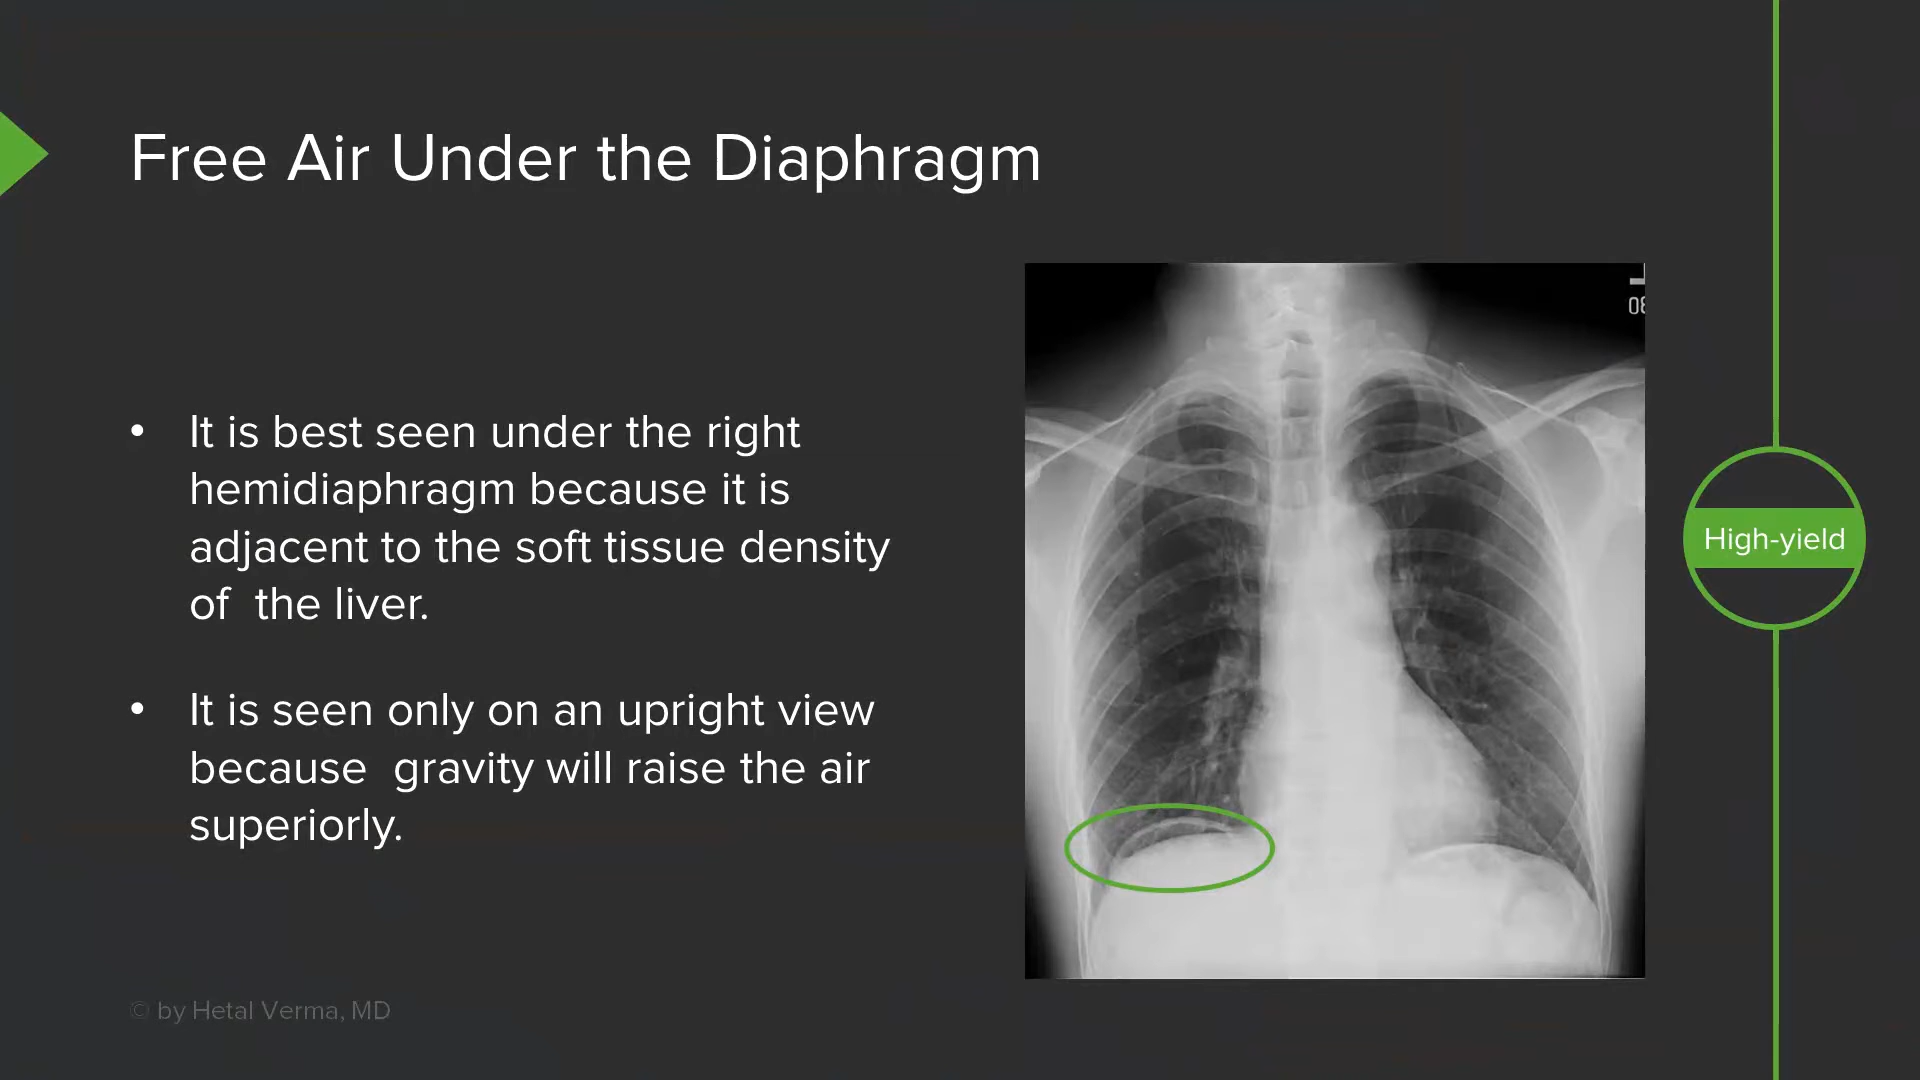 Free Air Under the Diaphragm
• It is best seen under the right
hemidiaphragm because it is
adjacent to the soft tissue density
of  the liver.
• It is seen only on an upright view
because  gravity will raise the air
superiorly.
High-yield
© by Hetal Verma, MD